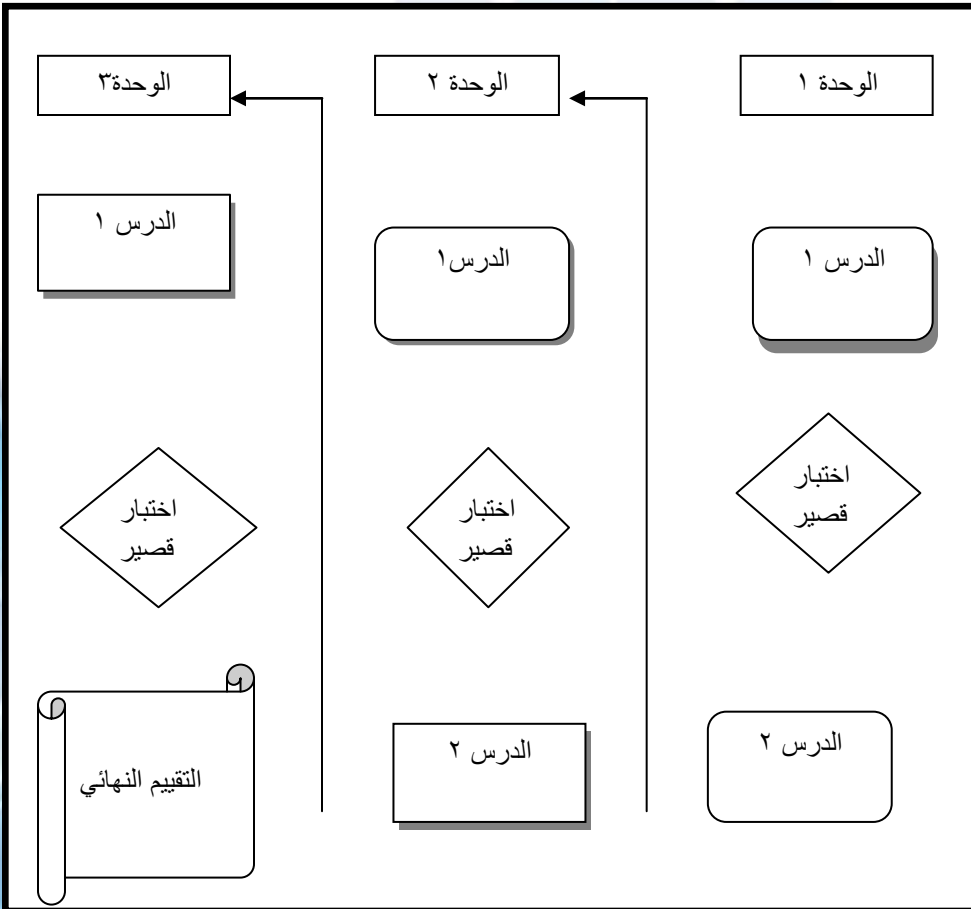 الوحدة ١
الدرس ١
اختبار
قصير
الدرس ٢
الوحدة ٢
الدرس١
اختبار
قصير
الدرس ٢
الوحدة٣
الدرس ١
اختبار
قصير
التقييم النهائي